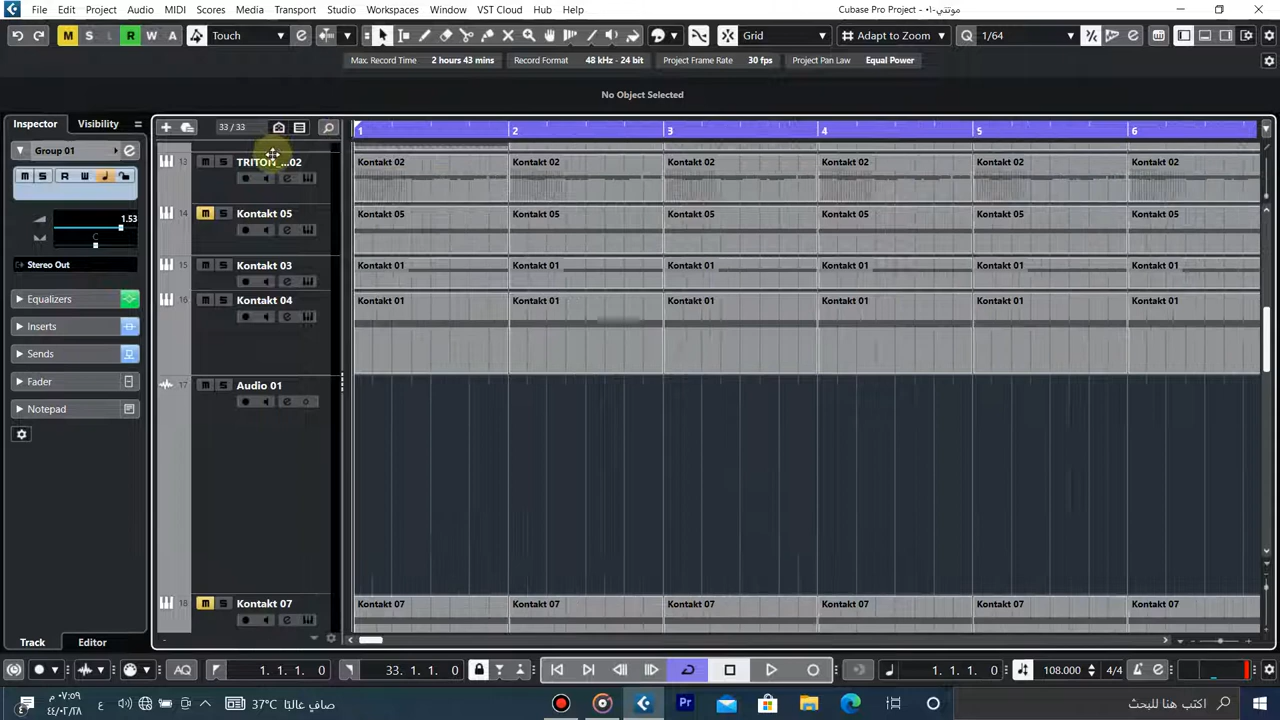 File Edit Project Audio MIDI Scores Media Transport Studio Workspaces Window VST Cloud Hub Help
Cubase Pro Project - موتتي-٠١
M S L R W A Touch Grid Adapt to Zoom Q 1/64
Max. Record Time 2 hours 43 mins Record Format 48 kHz - 24 bit Project Frame Rate 30 fps Project Pan Law Equal Power
No Object Selected
Inspector Visibility
33 / 33
1 2 3 4 5 6
Group 01
M S R W
1.53
C
Stereo Out
Equalizers
Inserts
Sends
Fader
Notepad
13 M S TRITON ...02
Kontakt 02 Kontakt 02 Kontakt 02 Kontakt 02 Kontakt 02 Kontakt 02
14 M S Kontakt 05
Kontakt 05 Kontakt 05 Kontakt 05 Kontakt 05 Kontakt 05 Kontakt 05
15 M S Kontakt 03
Kontakt 01 Kontakt 01 Kontakt 01 Kontakt 01 Kontakt 01 Kontakt 01
16 M S Kontakt 04
Kontakt 01 Kontakt 01 Kontakt 01 Kontakt 01 Kontakt 01 Kontakt 01
17 M S Audio 01
18 M S Kontakt 07
Kontakt 07 Kontakt 07 Kontakt 07 Kontakt 07 Kontakt 07 Kontakt 07
Track Editor
AQ 1. 1. 1. 0 33. 1. 1. 0 1. 1. 1. 0 108.000 4/4
٠٧:٥٩ م
٤٤/٠٢/٢٨
ع
37°C صافٍ غالبًا
Pr
اكتب هنا للبحث